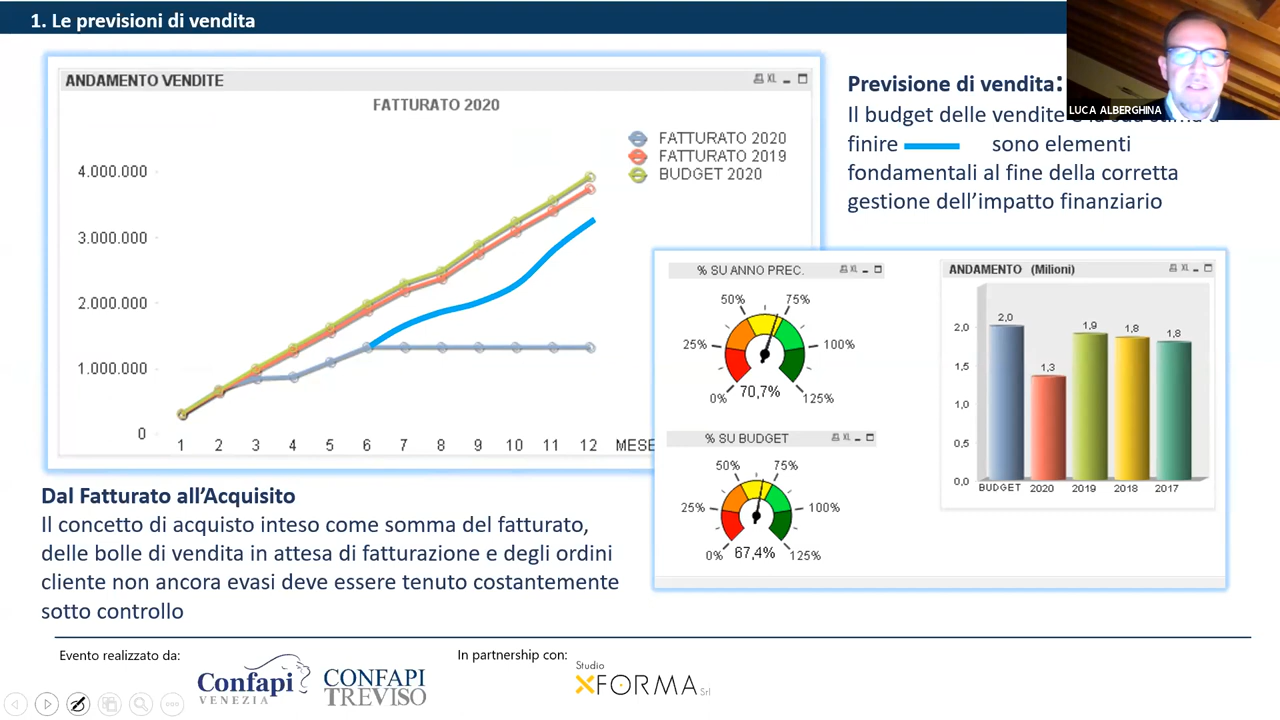 1. Le previsioni di vendita
LUCA ALBERGHINA
ANDAMENTO VENDITE
XL
FATTURATO 2020
FATTURATO 2020
FATTURATO 2019
BUDGET 2020
4.000.000
3.000.000
2.000.000
1.000.000
0
1 2 3 4 5 6 7 8 9 10 11 12 MESE
Previsione di vendita:
Il budget delle vendite
finire sono elementi
fondamentali al fine della corretta
gestione dell'impatto finanziario
% SU ANNO PREC.
XL
50% 75%
25% 100%
0% 125%
70,7%
% SU BUDGET
XL
50% 75%
25% 100%
0% 125%
67,4%
ANDAMENTO (Milioni)
XL
2,0
1,5
1,0
0,5
0,0
2,0 1,3 1,9 1,8 1,8
BUDGET 2020 2019 2018 2017
Dal Fatturato all'Acquisito
Il concetto di acquisto inteso come somma del fatturato,
delle bolle di vendita in attesa di fatturazione e degli ordini
cliente non ancora evasi deve essere tenuto costantemente
sotto controllo
Evento realizzato da:
Confapi
VENEZIA
CONFAPI
TREVISO
In partnership con:
Studio
XFORMA Srl